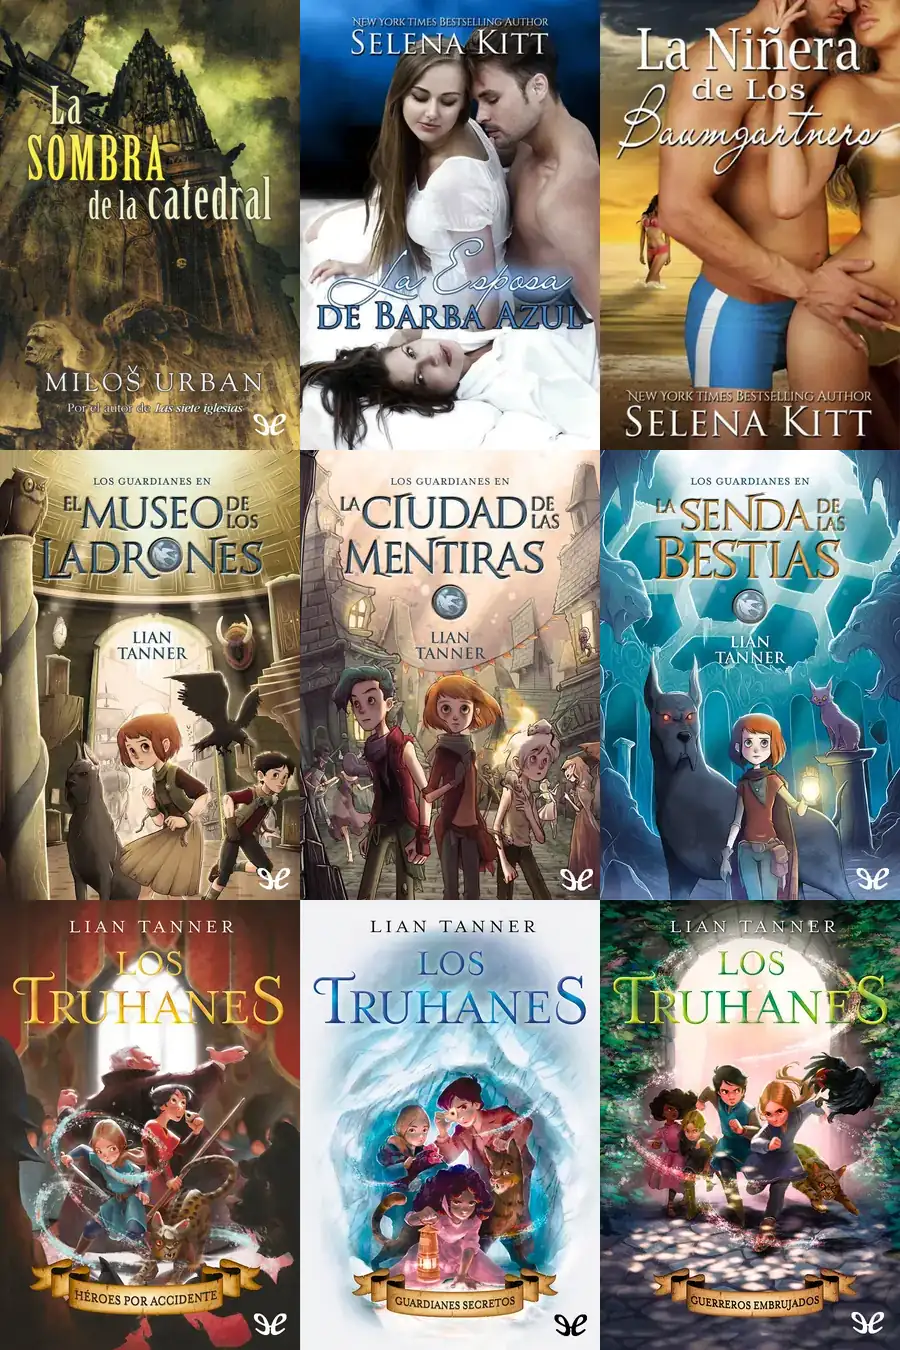 La
SOMBRA
de la catedral
MILOŠ URBAN
Por el autor de Las siete iglesias
New York Times Bestselling Author
Selena Kitt
La Esposa
de Barba Azul
La Niñera
de Los
Baumgartners
New York Times Bestselling Author
Selena Kitt
LOS GUARDIANES EN
EL MUSEO DE LOS
LADRONES
LIAN
TANNER
LOS GUARDIANES EN
LA CIUDAD DE LAS
MENTIRAS
LIAN
TANNER
LOS GUARDIANES EN
LA SENDA DE LAS
BESTIAS
LIAN
TANNER
LIAN TANNER
LOS
TRUHANES
HÉROES POR ACCIDENTE
LIAN TANNER
LOS
TRUHANES
GUARDIANES SECRETOS
LIAN TANNER
LOS
TRUHANES
GUERREROS EMBRUJADOS